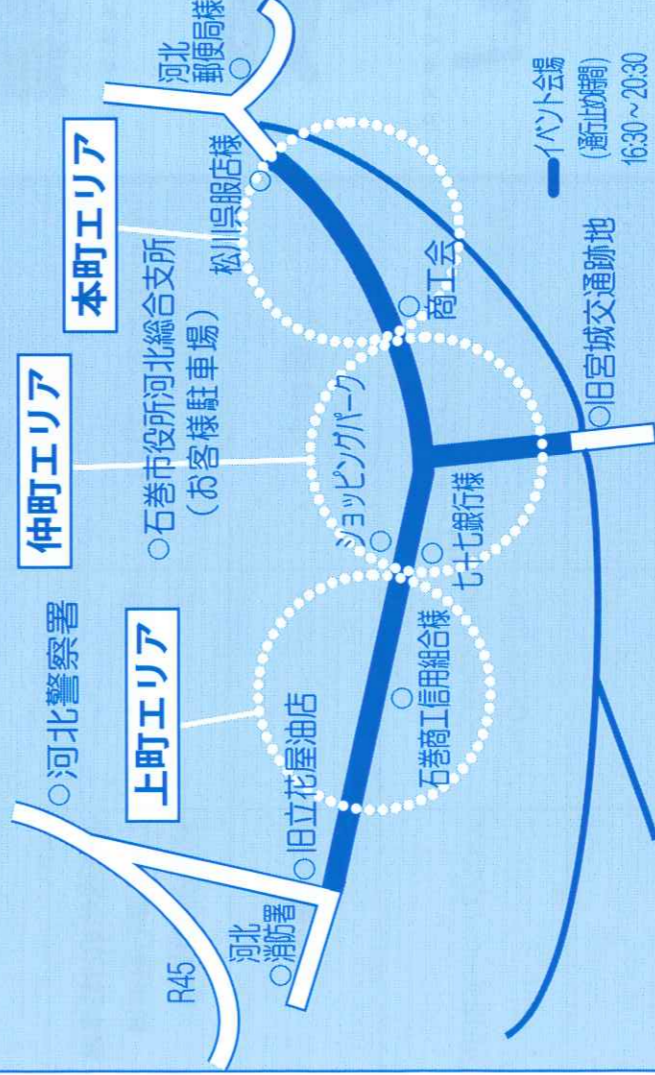 河北
郵便局様
本町エリア
松川呉服店様
仲町エリア
石巻市役所河北総合支所
(お客様駐車場)
商工会
ショッピングパーク
七十七銀行様
旧宮城交通跡地
河北警察署
上町エリア
旧立花屋油店
石巻商工信用組合様
R45
河北
消防署
イベント会場
(通行止め時間)
16:30~20:30